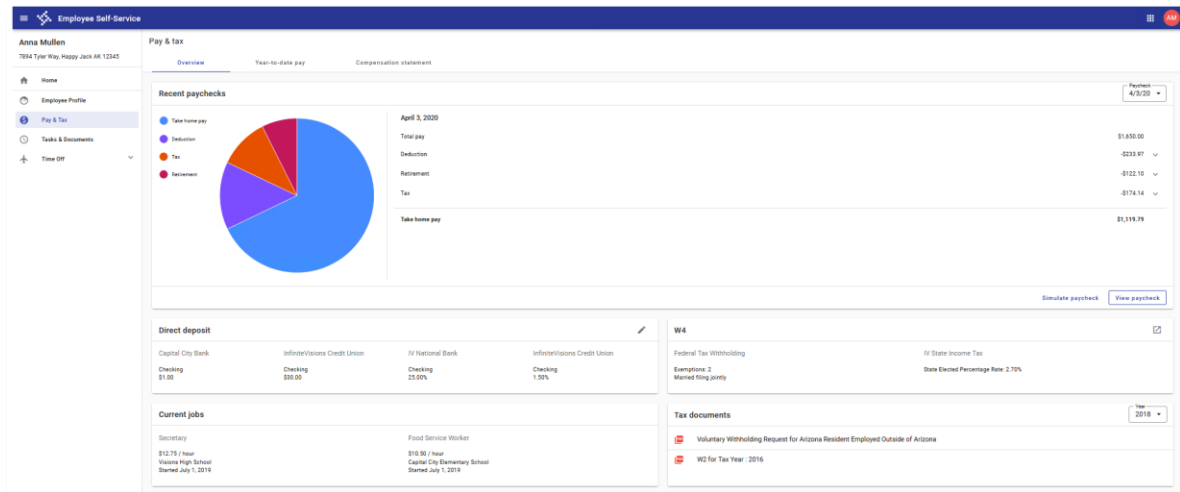 Employee Self-Service
AM
Anna Mullen
7894 Tyler Way, Happy Jack AK 12345
Home
Employee Profile
Pay & Tax
Tasks & Documents
Time Off
Pay & tax
Overview
Year-to-date pay
Compensation statement
Recent paychecks
Paycheck
4/3/20
Take home pay
Deduction
Tax
Retirement
April 3, 2020
Total pay $1,650.00
Deduction -$233.97
Retirement -$122.10
Tax -$174.14
Take home pay $1,119.79
Simulate paycheck
View paycheck
Direct deposit
Capital City Bank
Checking
$1.00
InfiniteVisions Credit Union
Checking
$30.00
IV National Bank
Checking
25.00%
InfiniteVisions Credit Union
Checking
1.50%
W4
Federal Tax Withholding
Exemptions: 2
Married filing jointly
IV State Income Tax
State Elected Percentage Rate: 2.70%
Current jobs
Secretary
$12.75 / hour
Visions High School
Started July 1, 2019
Food Service Worker
$10.50 / hour
Capital City Elementary School
Started July 1, 2019
Tax documents
Year
2018
Voluntary Withholding Request for Arizona Resident Employed Outside of Arizona
W2 for Tax Year : 2016